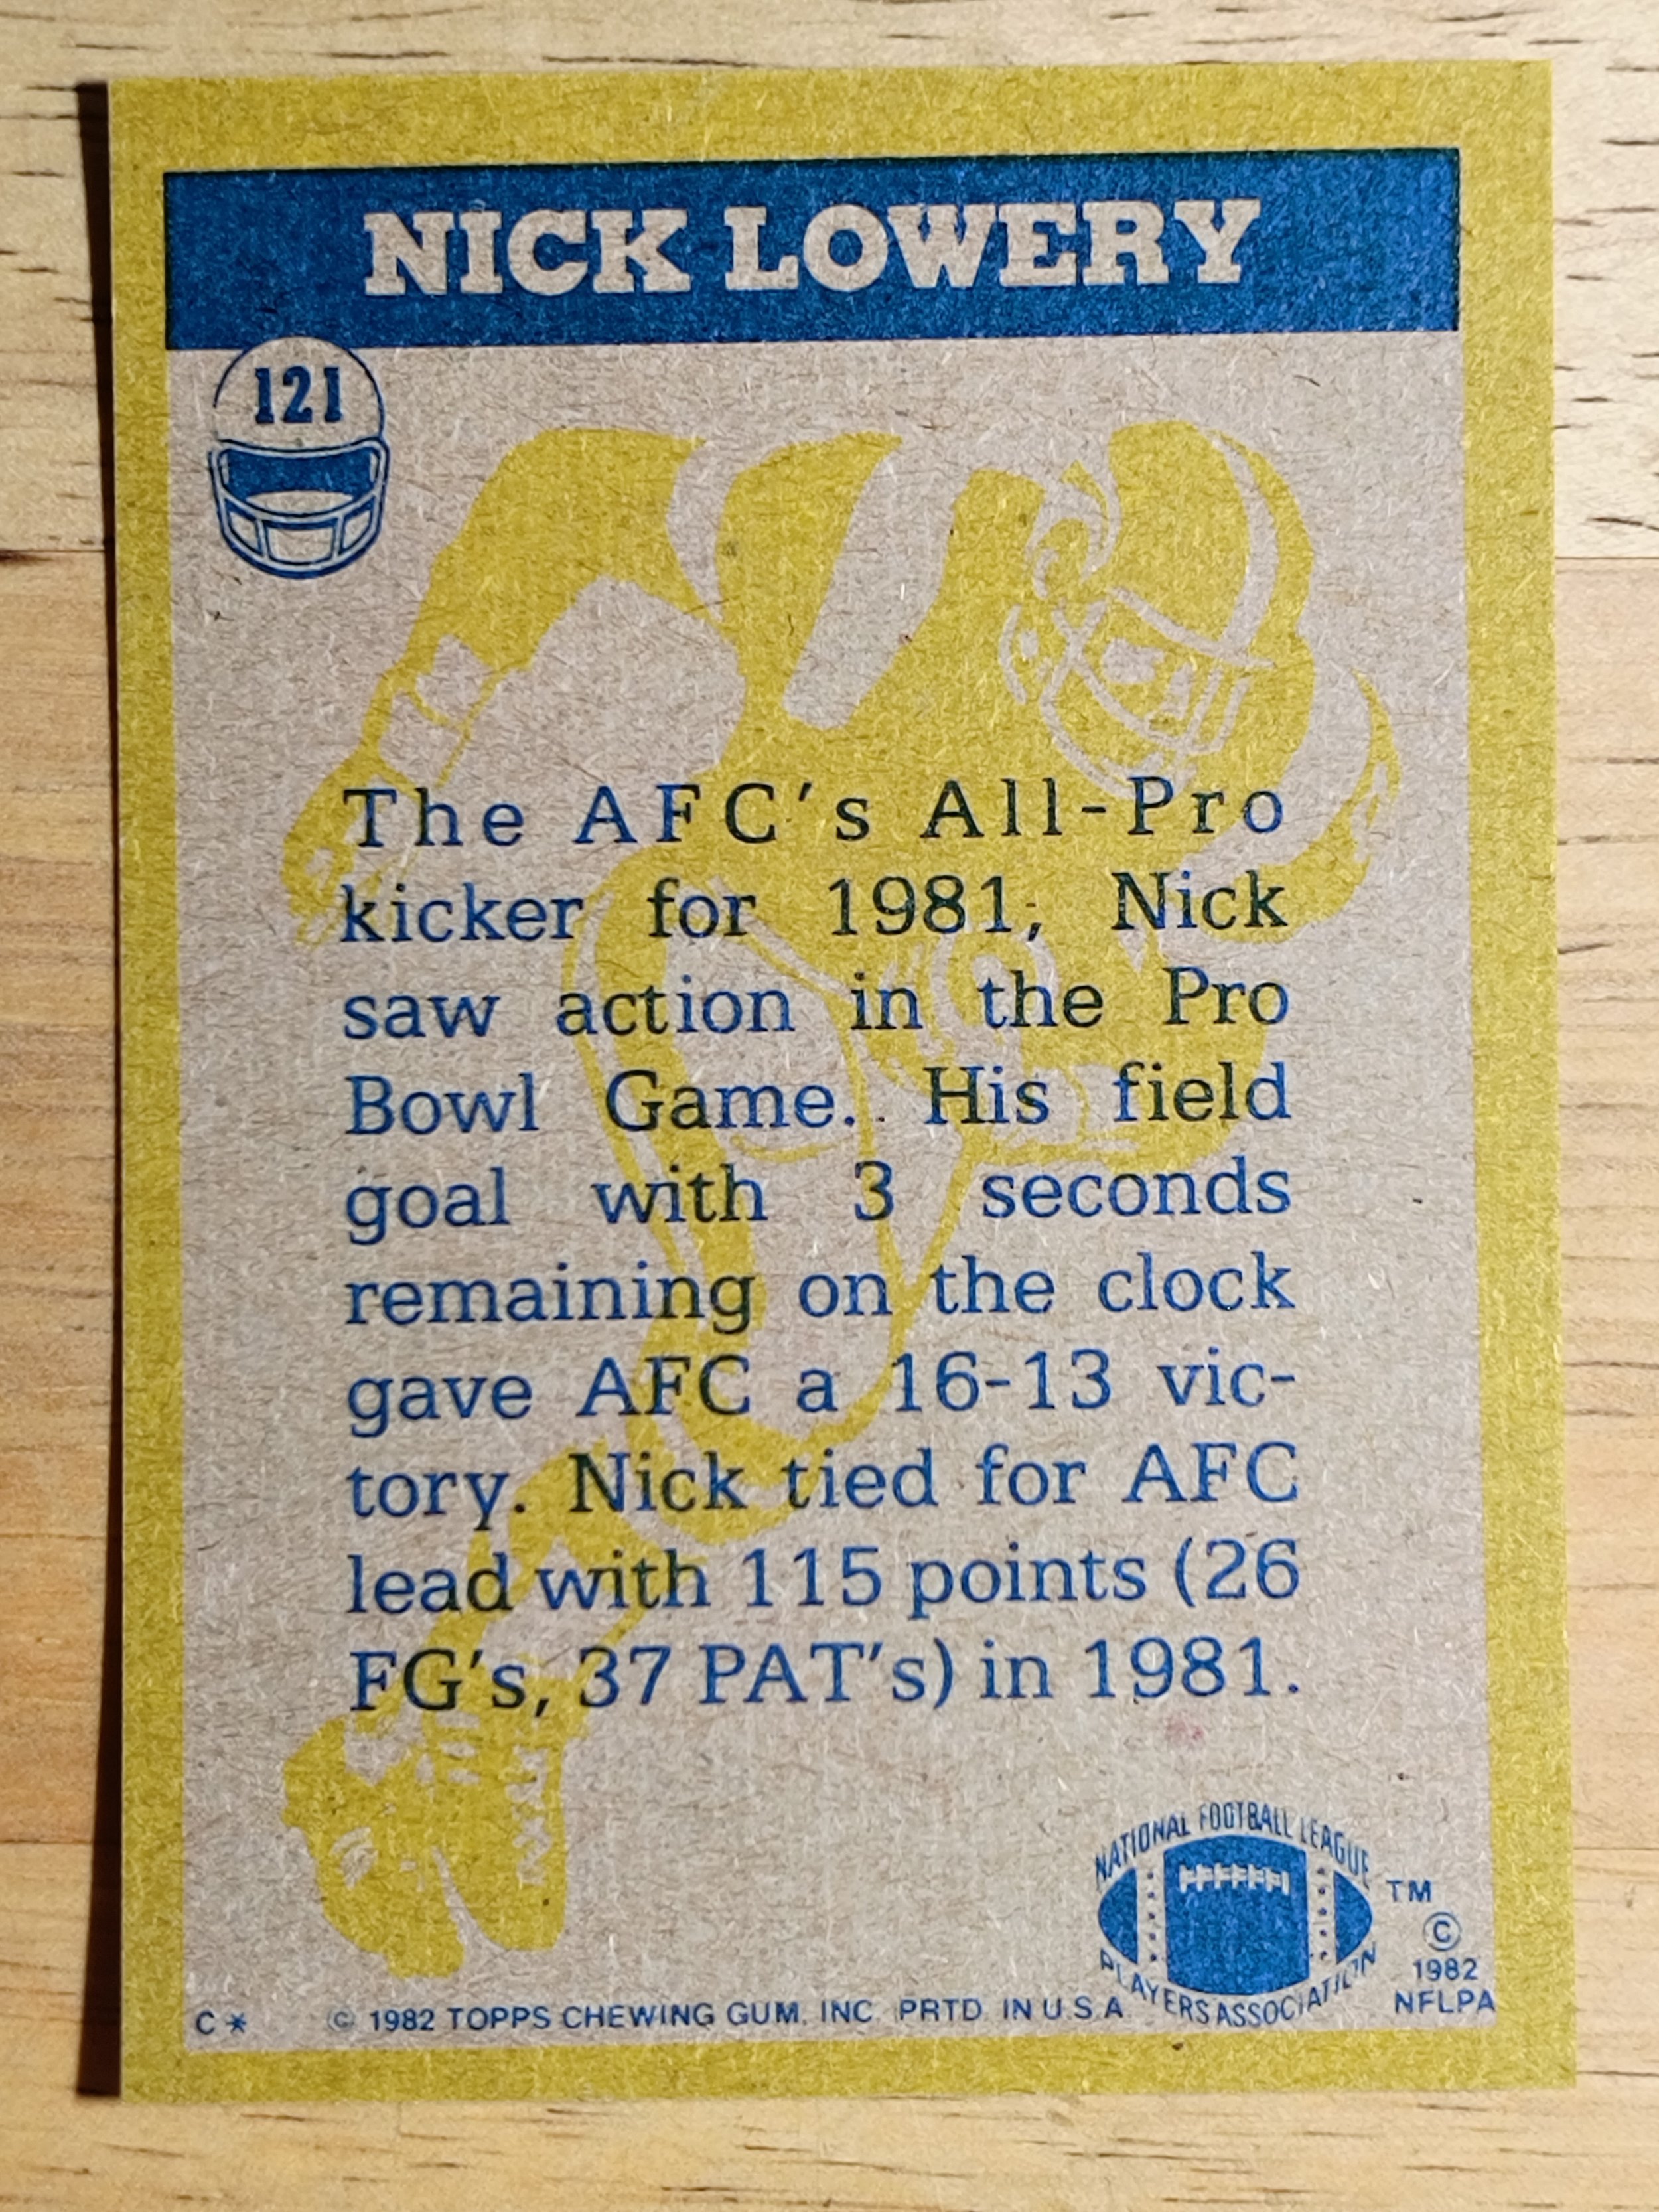 NICK LOWERY
121
The AFC's All-Pro
kicker for 1981, Nick
saw action in the Pro
Bowl Game. His field
goal with 3 seconds
remaining on the clock
gave AFC a 16-13 vic-
tory. Nick tied for AFC
lead with 115 points (26
FG's, 37 PAT's) in 1981.
NATIONAL FOOTBALL LEAGUE
PLAYERS ASSOCIATION
TM
©
1982
NFLPA
C* © 1982 TOPPS CHEWING GUM, INC. PRTD. IN U.S.A.